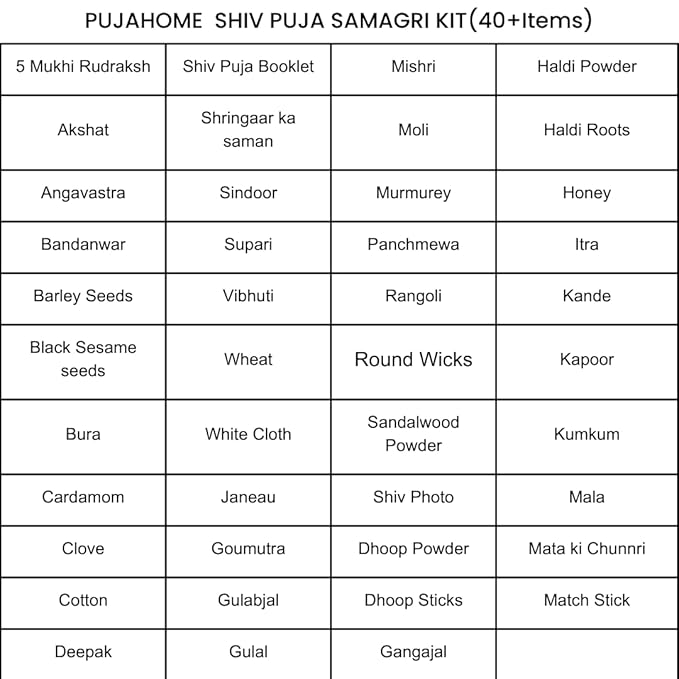 PUJAHOME SHIV PUJA SAMAGRI KIT(40+Items)
5 Mukhi Rudraksh Shiv Puja Booklet Mishri Haldi Powder
Akshat Shringaar ka saman Moli Haldi Roots
Angavastra Sindoor Murmurey Honey
Bandanwar Supari Panchmewa Itra
Barley Seeds Vibhuti Rangoli Kande
Black Sesame seeds Wheat Round Wicks Kapoor
Bura White Cloth Sandalwood Powder Kumkum
Cardamom Janeau Shiv Photo Mala
Clove Goumutra Dhoop Powder Mata ki Chunnri
Cotton Gulabjal Dhoop Sticks Match Stick
Deepak Gulal Gangajal